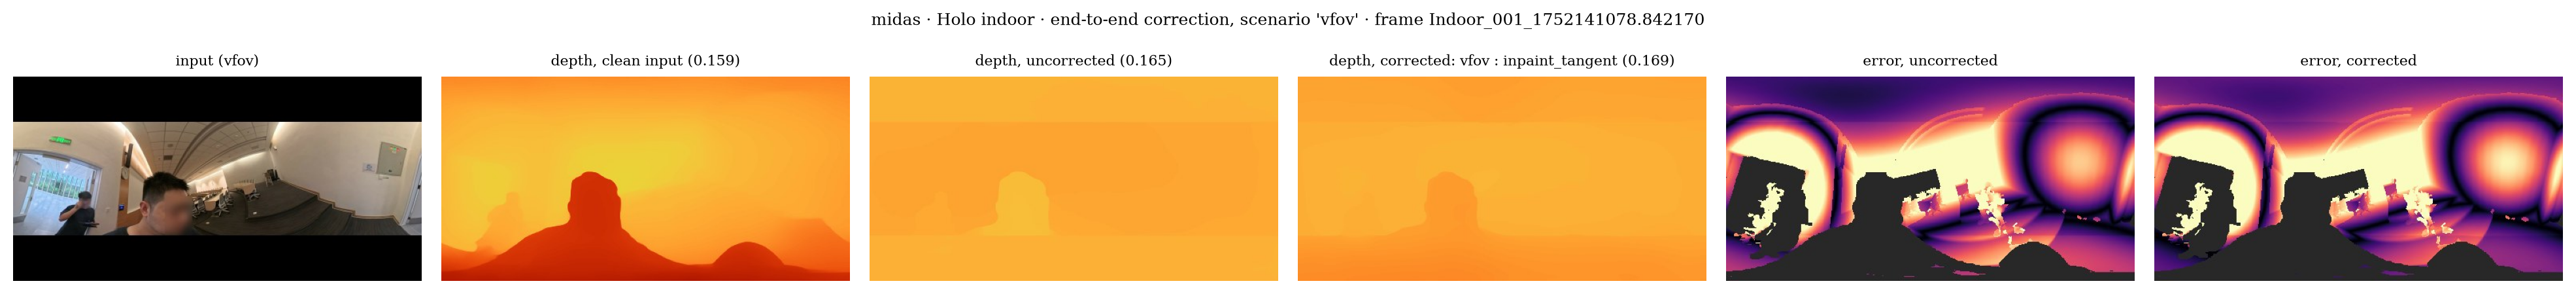 midas · Holo indoor · end-to-end correction, scenario 'vfov' · frame Indoor_001_1752141078.842170
input (vfov)
depth, clean input (0.159)
depth, uncorrected (0.165)
depth, corrected: vfov : inpaint_tangent (0.169)
error, uncorrected
error, corrected